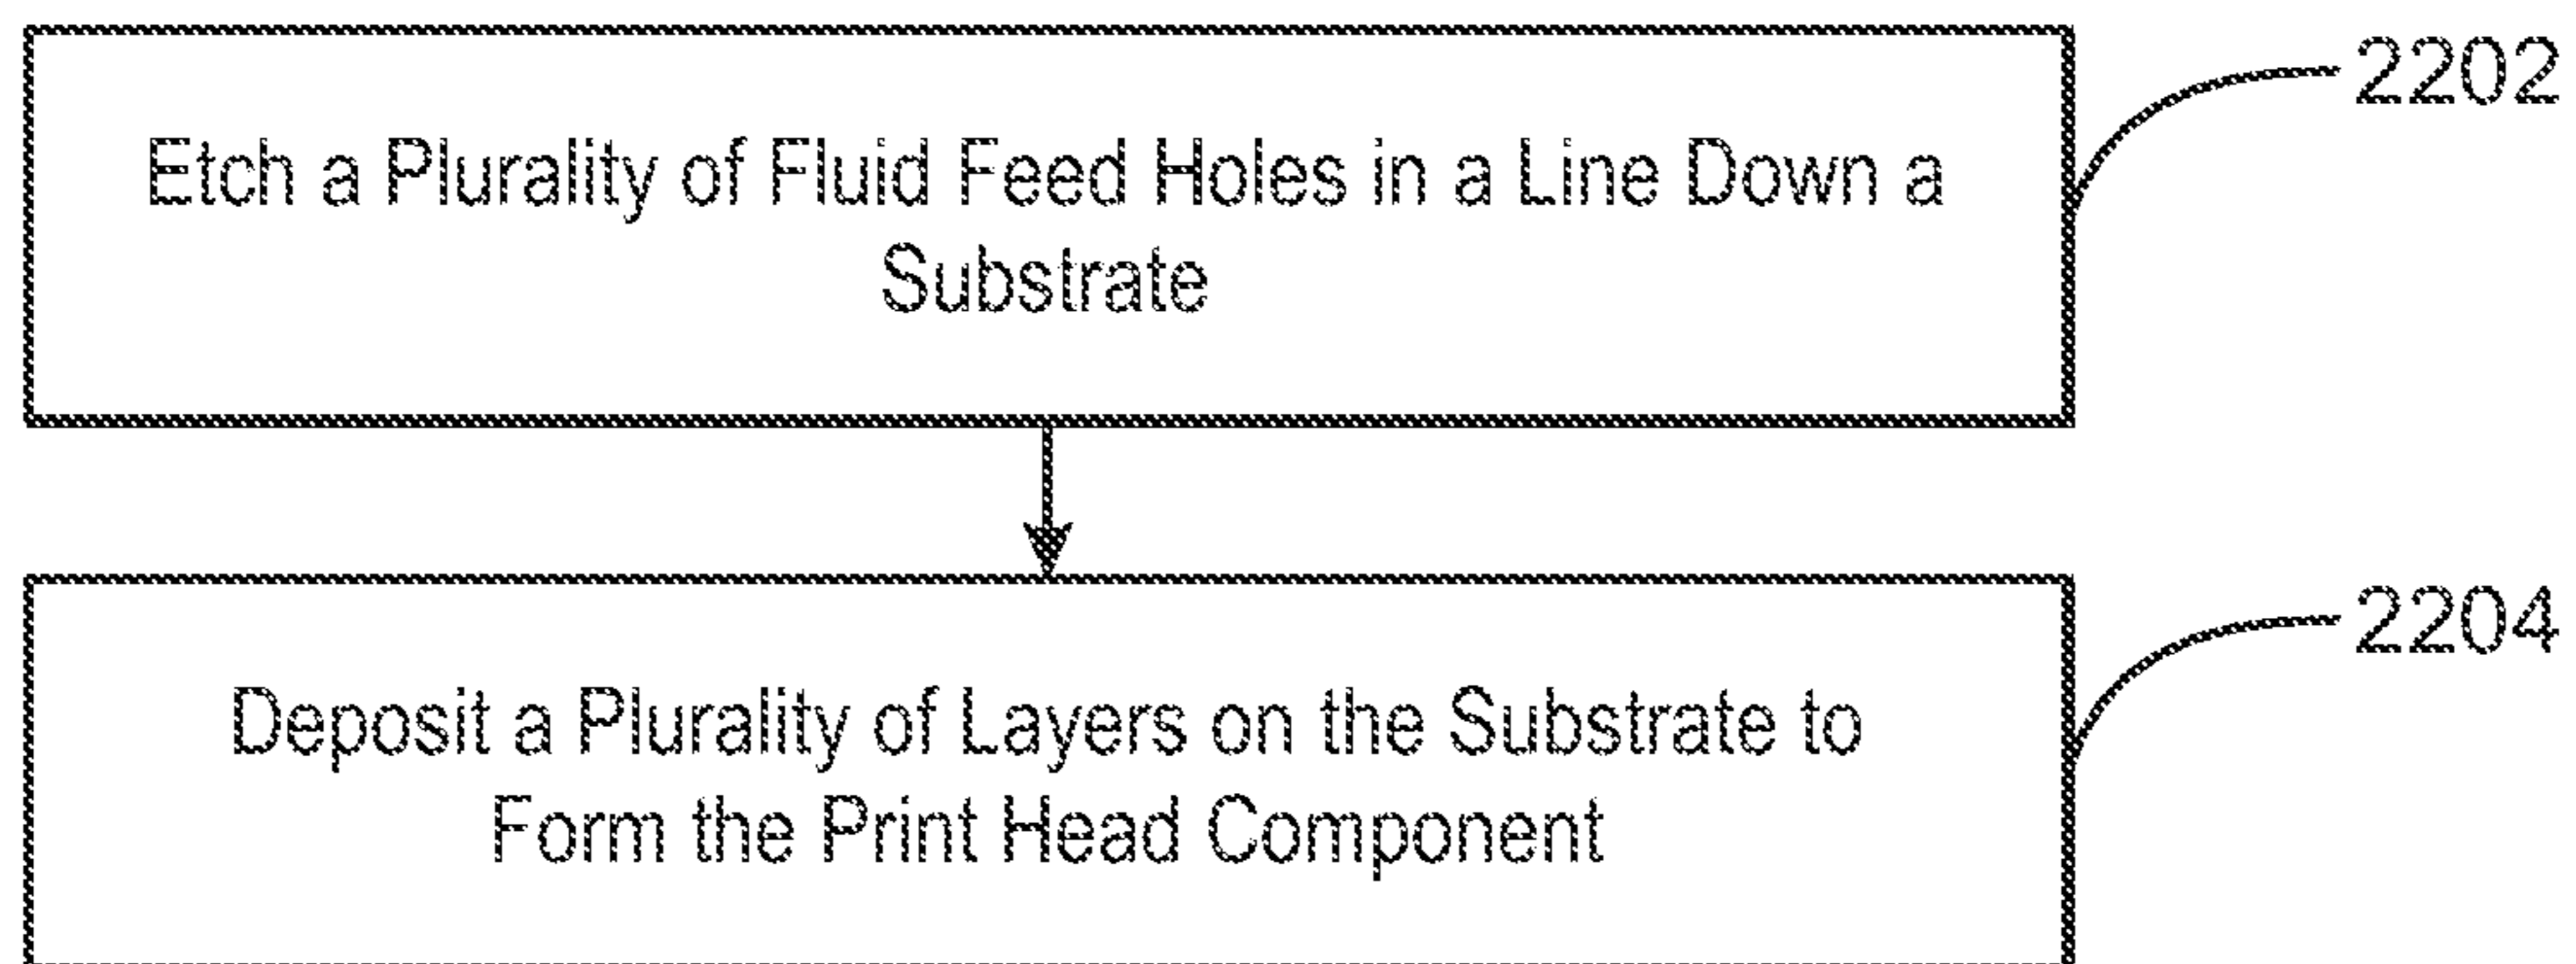 2202
Etch a Plurality of Fluid Feed Holes in a Line Down a
Substrate
2204
Deposit a Plurality of Layers on the Substrate to
Form the Print Head Component